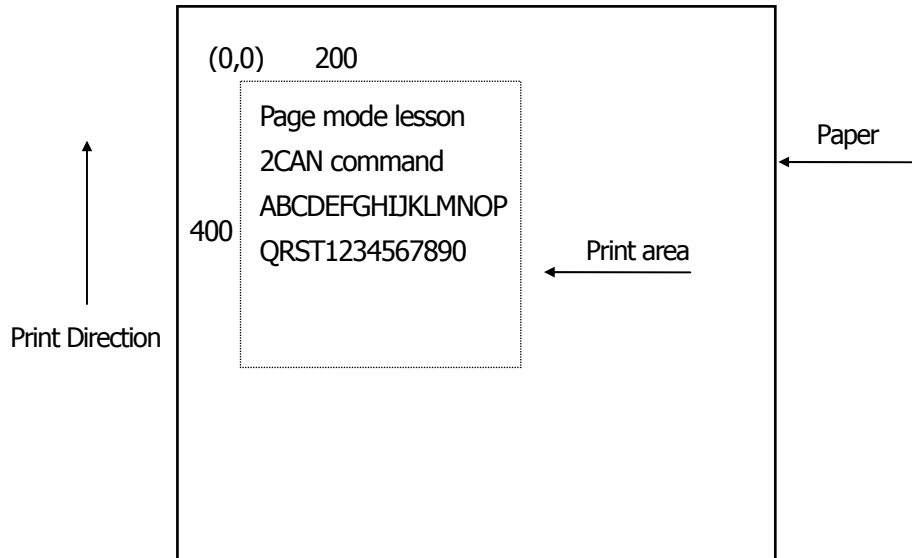 (0,0) 200
Page mode lesson
2CAN command
ABCDEFGHIJKLMNOP
QRST1234567890
400
Print area
Paper
Print Direction